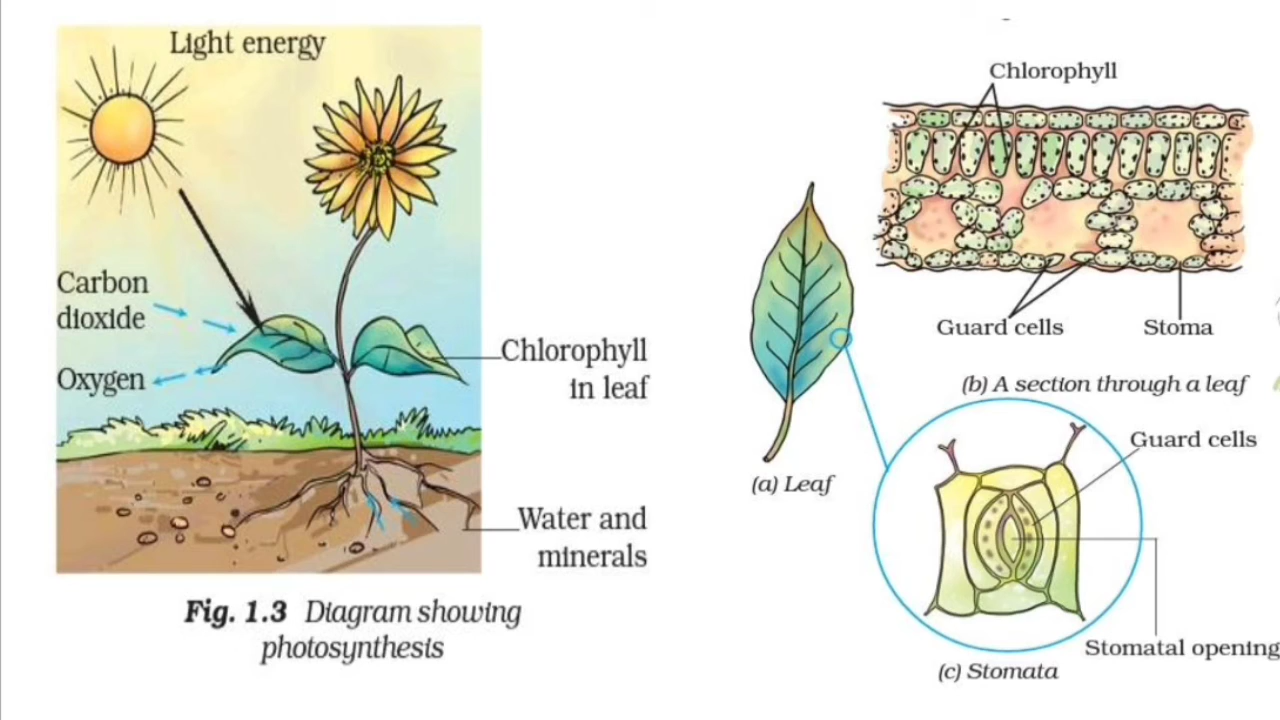 Light energy
Carbon
dioxide
Oxygen
Chlorophyll
in leaf
Water and
minerals
Fig. 1.3 Diagram showing
photosynthesis
Chlorophyll
Guard cells
Stoma
(b) A section through a leaf
(a) Leaf
Guard cells
Stomatal opening
(c) Stomata